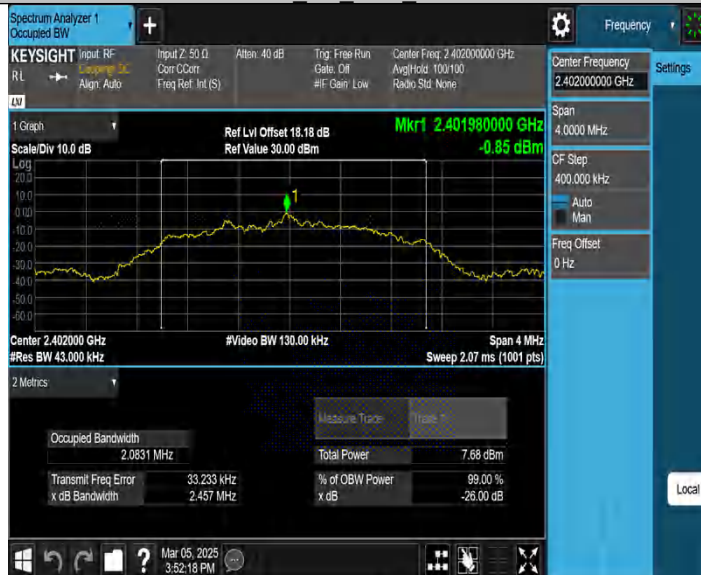 Spectrum Analyzer 1
Occupied BW
+
Frequency
KEYSIGHT
RL
Input: RF
Coupling: DC
Align: Auto
Input Z: 50 Ω
Corr CCorr
Freq Ref: Int (S)
Atten: 40 dB
Trig: Free Run
Gate: Off
#IF Gain: Low
Center Freq: 2.402000000 GHz
Avg|Hold: 100/100
Radio Std: None
LXI
Center Frequency
2.402000000 GHz
Settings
Span
4.0000 MHz
CF Step
400.000 kHz
Auto
Man
Freq Offset
0 Hz
1 Graph
Scale/Div 10.0 dB
Ref Lvl Offset 18.18 dB
Ref Value 30.00 dBm
Mkr1 2.401980000 GHz
-0.85 dBm
Log
20.0
10.0
0.00
-10.0
-20.0
-30.0
-40.0
-50.0
-60.0
1
Center 2.402000 GHz
#Res BW 43.000 kHz
#Video BW 130.00 kHz
Span 4 MHz
Sweep 2.07 ms (1001 pts)
2 Metrics
Measure Trace
Occupied Bandwidth
2.0831 MHz
Transmit Freq Error 33.233 kHz
x dB Bandwidth 2.457 MHz
Total Power 7.68 dBm
% of OBW Power 99.00 %
x dB -26.00 dB
Local
?
Mar 05, 2025
3:52:18 PM